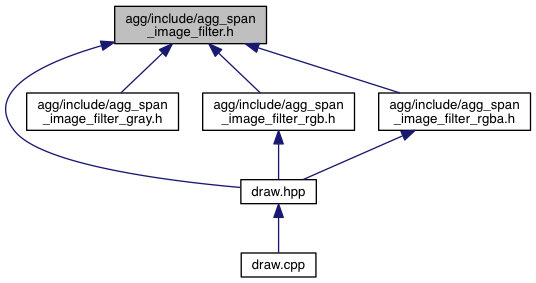 agg/include/agg_span
_image_filter.h
agg/include/agg_span
_image_filter_gray.h
agg/include/agg_span
_image_filter_rgb.h
agg/include/agg_span
_image_filter_rgba.h
draw.hpp
draw.cpp